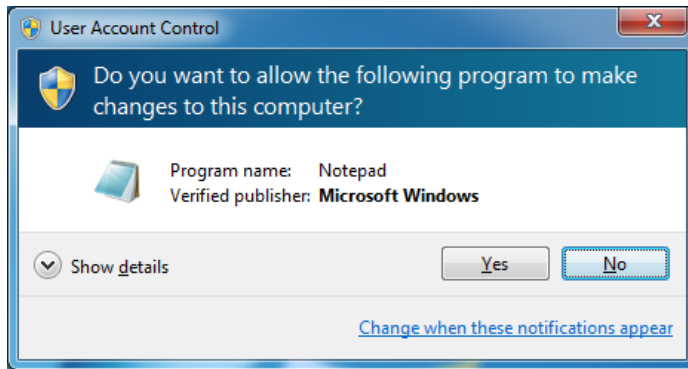 User Account Control
Do you want to allow the following program to make
changes to this computer?
Program name: Notepad
Verified publisher: Microsoft Windows
Show details
Yes
No
Change when these notifications appear